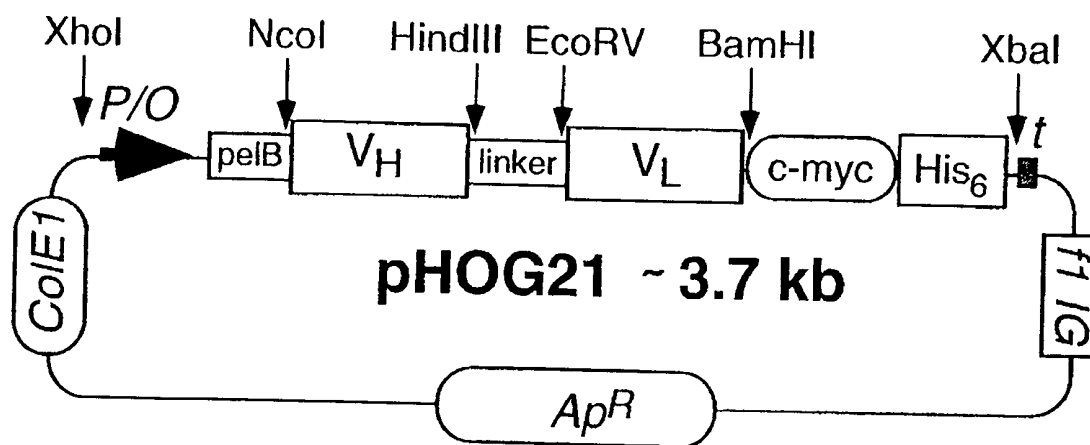 XhoI
NcoI
HindIII
EcoRV
BamHI
XbaI
P/O
t
pelB
VH
linker
VL
c-myc
His6
ColE1
pHOG21 ~ 3.7 kb
f1 IG
ApR